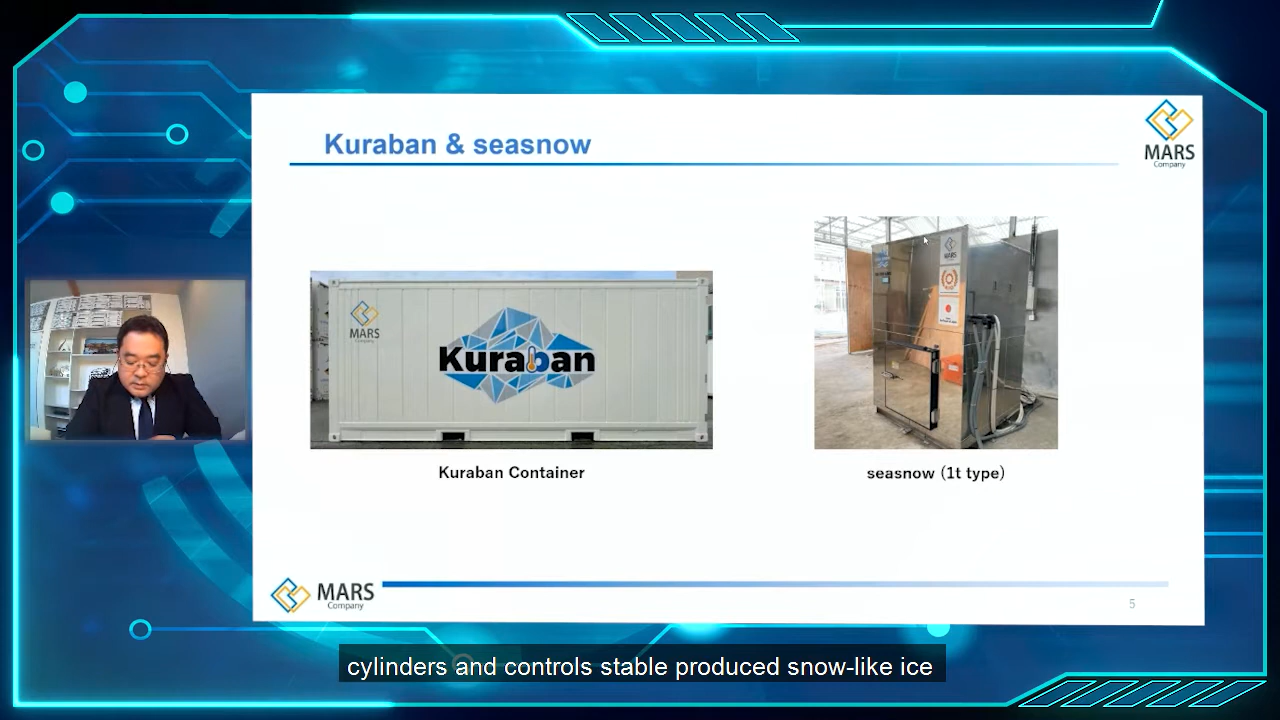 Kuraban & seasnow
MARS
Company
MARS
Company
Kuraban
MARS
Kuraban Container
seasnow (1t type)
MARS
Company
5
cylinders and controls stable produced snow-like ice